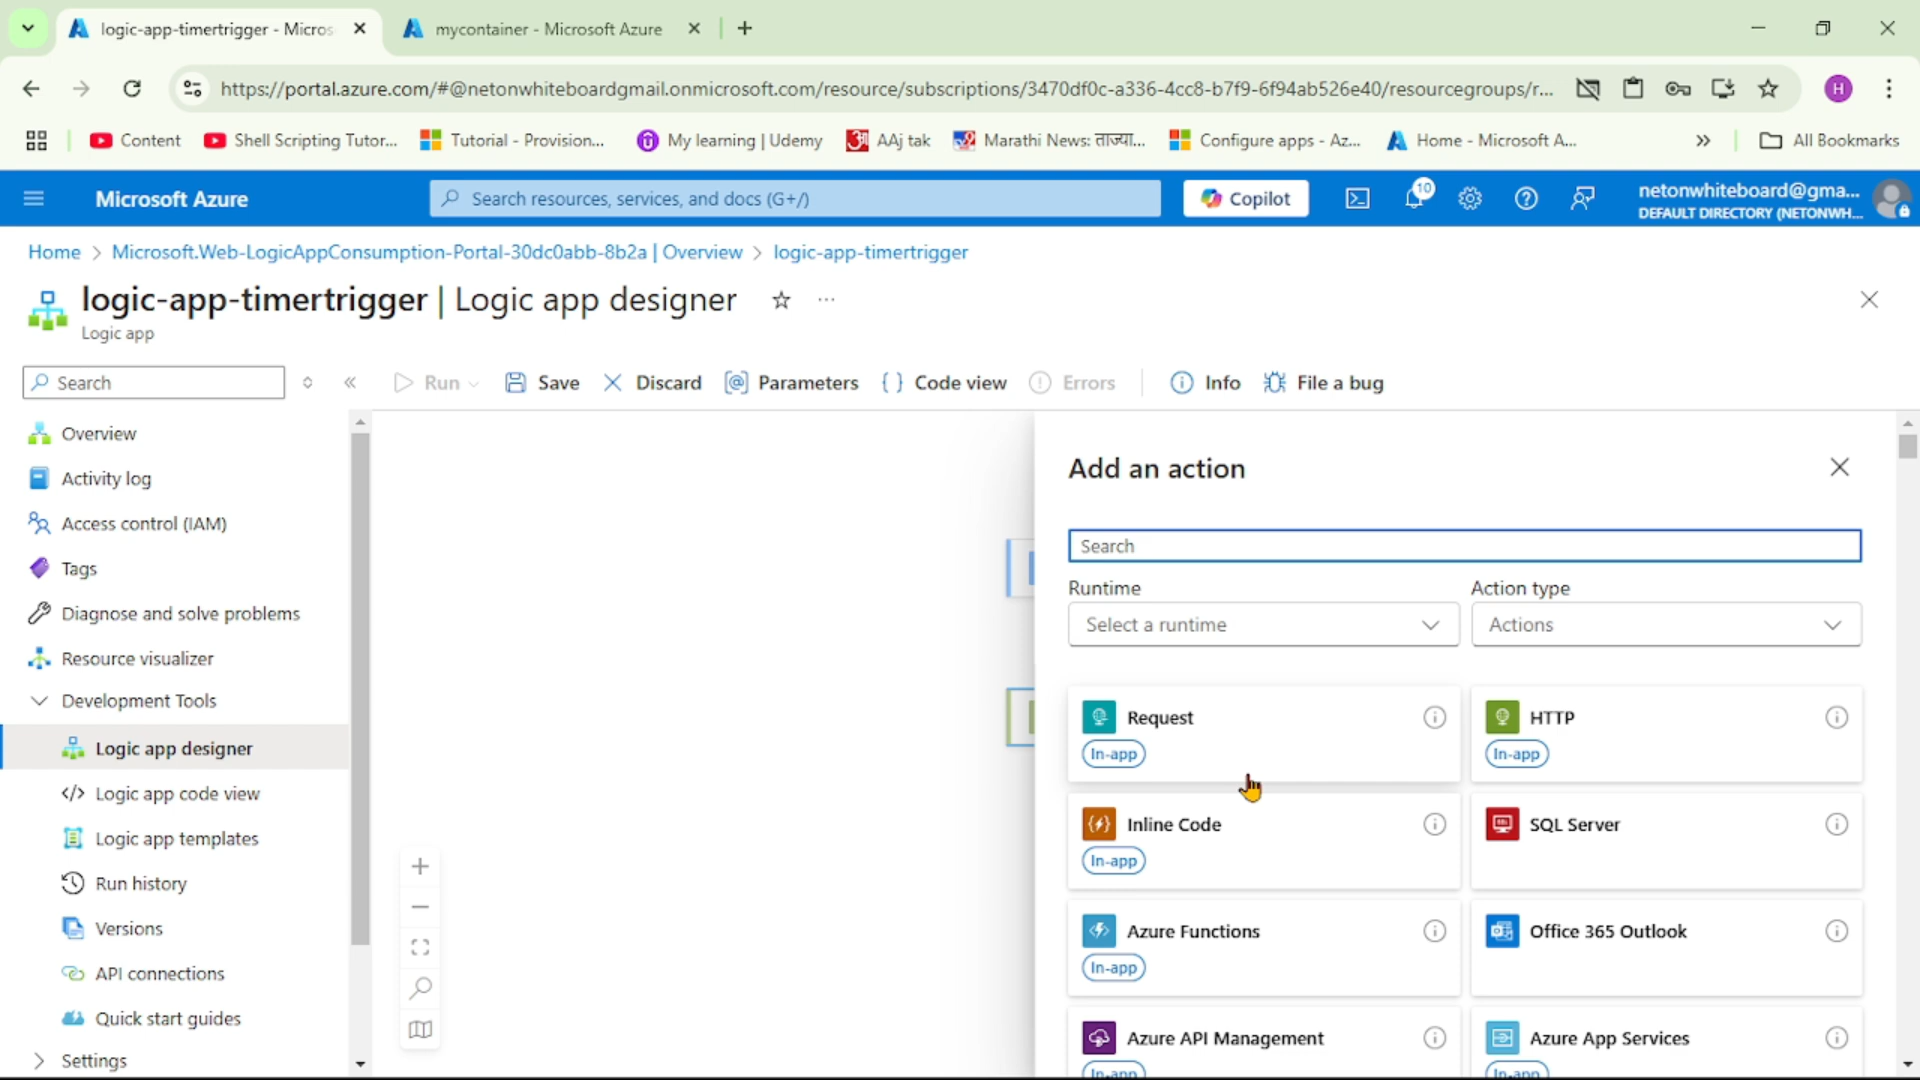 logic-app-timertrigger - Micros
mycontainer - Microsoft Azure
https://portal.azure.com/#@netonwhiteboardgmail.onmicrosoft.com/resource/subscriptions/3470df0c-a336-4cc8-b7f9-6f94ab526e40/resourcegroups/r...
H
Content
Shell Scripting Tutor...
Tutorial - Provision...
My learning | Udemy
AAj tak
Marathi News: ताज्या...
Configure apps - Az...
Home - Microsoft A...
All Bookmarks
Microsoft Azure
Search resources, services, and docs (G+/)
Copilot
10
netonwhiteboard@gma...
DEFAULT DIRECTORY (NETONWH...
Home > Microsoft.Web-LogicAppConsumption-Portal-30dc0abb-8b2a | Overview > logic-app-timertrigger
logic-app-timertrigger | Logic app designer
Logic app
Search
Run
Save
Discard
Parameters
Code view
Errors
Info
File a bug
Overview
Activity log
Access control (IAM)
Tags
Diagnose and solve problems
Resource visualizer
Development Tools
Logic app designer
Logic app code view
Logic app templates
Run history
Versions
API connections
Quick start guides
Settings
Add an action
Search
Runtime
Action type
Select a runtime
Actions
Request
In-app
HTTP
In-app
Inline Code
In-app
SQL Server
Azure Functions
In-app
Office 365 Outlook
Azure API Management
In-app
Azure App Services
In-app